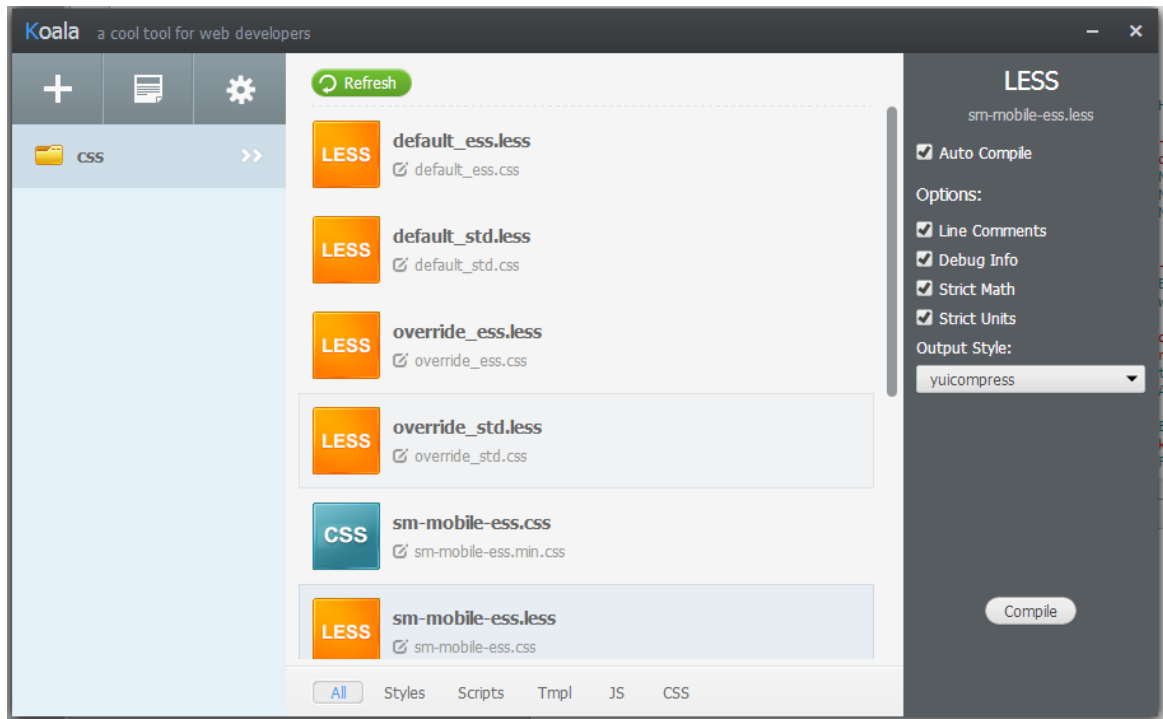 Koala a cool tool for web developers
css
Refresh
LESS
default_ess.less
default_ess.css
LESS
default_std.less
default_std.css
LESS
override_ess.less
override_ess.css
LESS
override_std.less
override_std.css
CSS
sm-mobile-ess.css
sm-mobile-ess.min.css
LESS
sm-mobile-ess.less
sm-mobile-ess.css
All Styles Scripts Tmpl JS CSS
LESS
sm-mobile-ess.less
Auto Compile
Options:
Line Comments
Debug Info
Strict Math
Strict Units
Output Style:
yuicompress
Compile